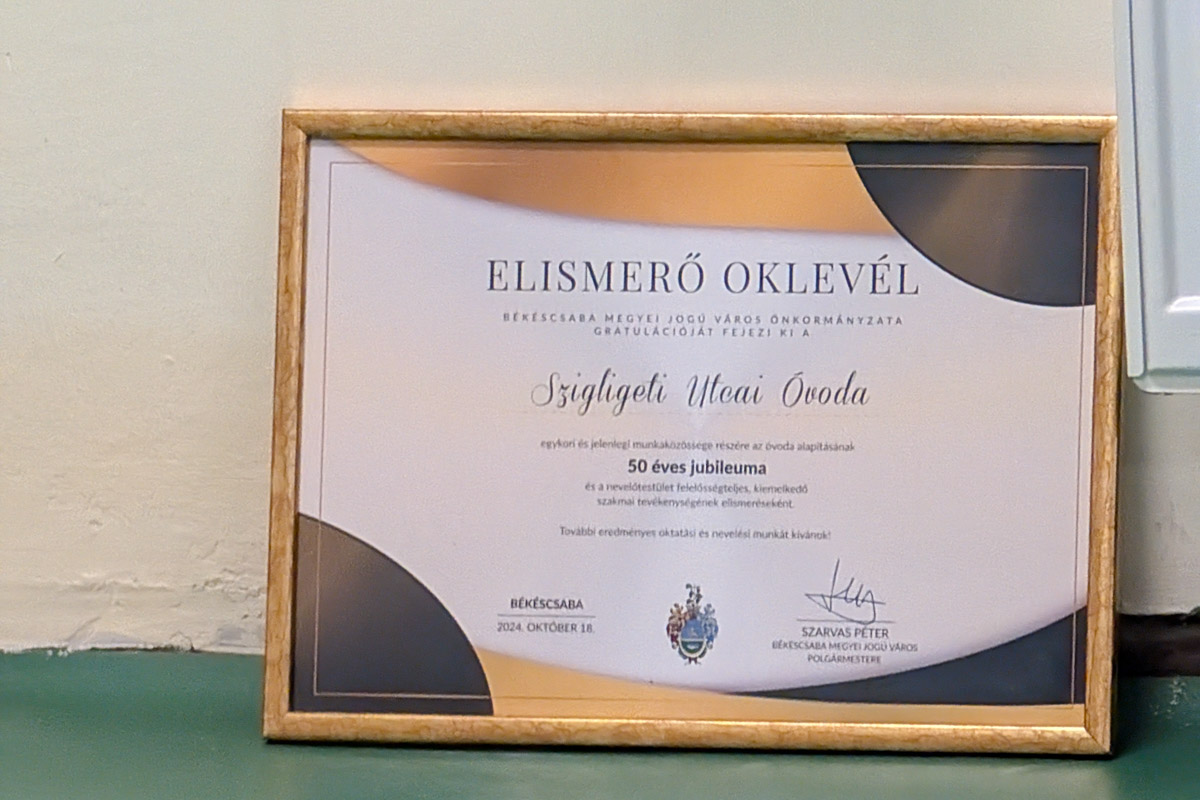 ELISMERŐ OKLEVÉL
BÉKÉSCSABA MEGYEI JOGÚ VÁROS ÖNKORMÁNYZATA
GRATULÁCIÓJÁT FEJEZI KI A
Szigligeti Utcai Óvoda
egykori és jelenlegi munkaközössége részére az óvoda alapításának
50 éves jubileuma
és a nevelőtestület felelősségteljes, kiemelkedő
szakmai tevékenységének elismeréseként.
További eredményes oktatási és nevelési munkát kívánok!
BÉKÉSCSABA
2024. OKTÓBER 18.
SZARVAS PÉTER
BÉKÉSCSABA MEGYEI JOGÚ VÁROS
POLGÁRMESTERE